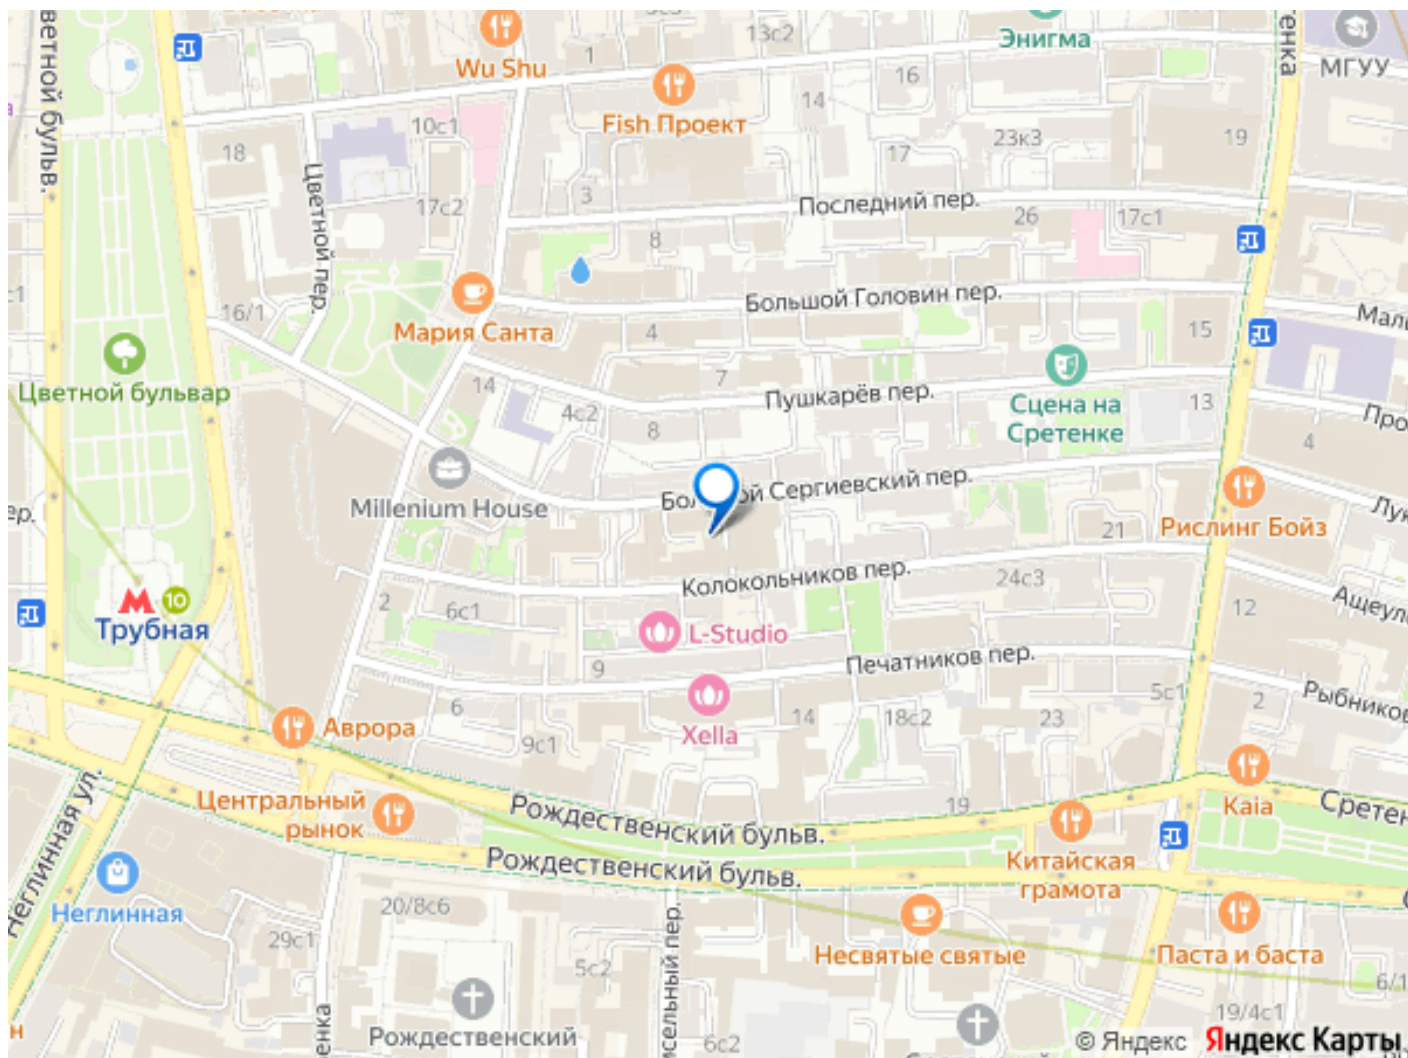 Wu Shu
1
13с2
Энигма
МГУУ
Fish Проект
16
14
10с1
18
23к3
19
17
Цветной пер.
17с2
3
Последний пер.
26
17с1
8
16/1
Большой Головин пер.
Мария Санта
4
15
Цветной бульвар
14
7
Пушкарёв пер.
Сцена на
Сретенке
13
4с2
8
4
Millenium House
Сергиевский пер.
Рислинг Бойз
21
Колокольников пер.
24с3
10
Трубная
2
6с1
L-Studio
12
9
Печатников пер.
5с1
2
6
Xella
14
18с2
23
Аврора
9с1
Центральный
рынок
Рождественский бульв.
19
Kaia
Рождественский бульв.
Китайская
грамота
Неглинная ул.
Неглинная
20/8с6
29с1
5с2
Несвятые святые
Паста и баста
19/4с1
Рождественский
6с2
© Яндекс
Яндекс Карты